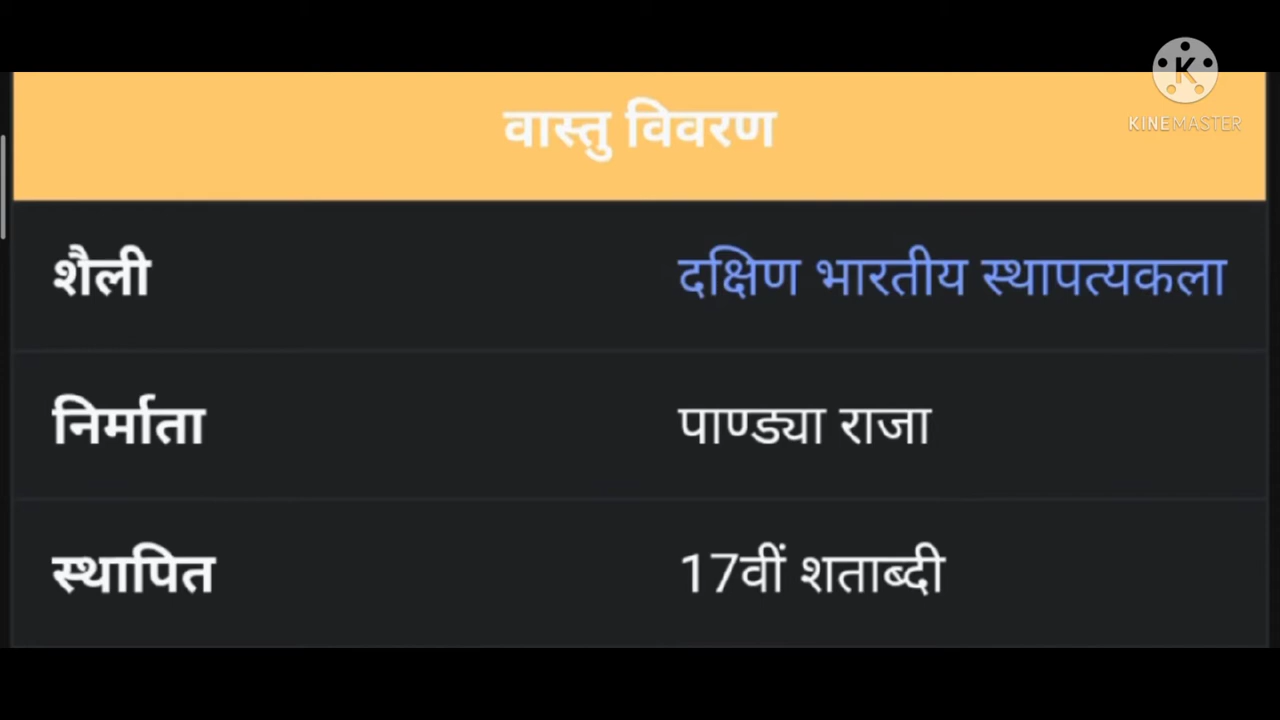 KINEMASTER
वास्तु विवरण
शैली दक्षिण भारतीय स्थापत्यकला
निर्माता पाण्ड्या राजा
स्थापित 17वीं शताब्दी